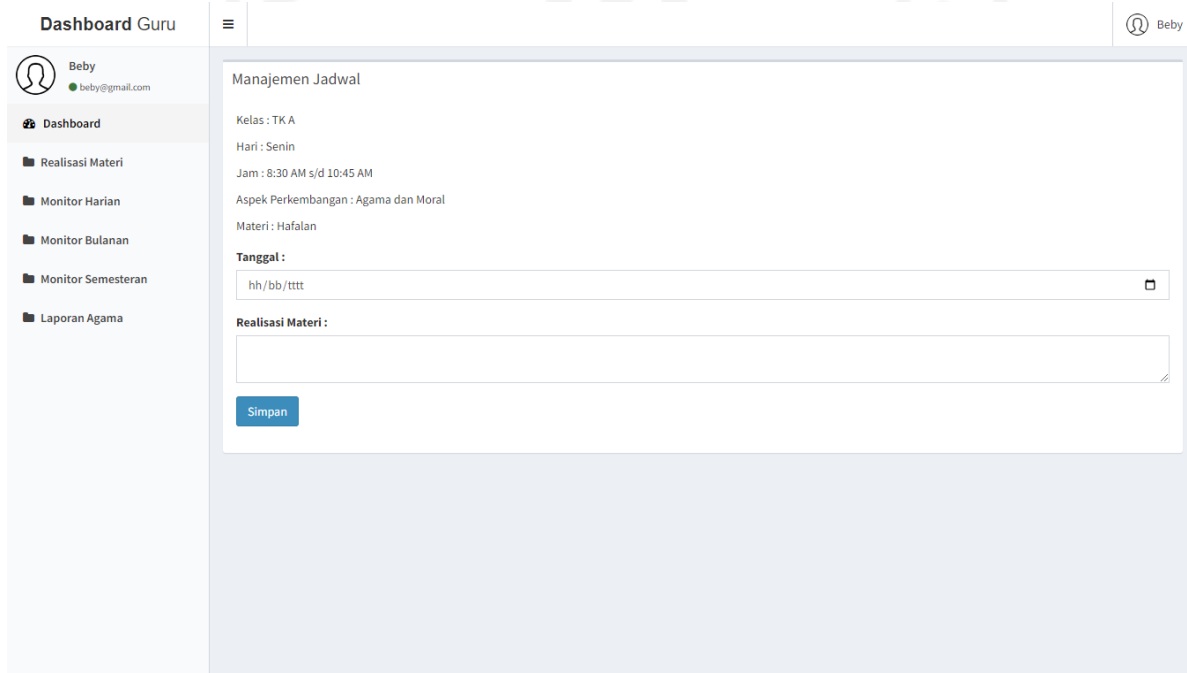 Dashboard Guru
Beby
Beby
beby@gmail.com
Dashboard
Realisasi Materi
Monitor Harian
Monitor Bulanan
Monitor Semesteran
Laporan Agama
Manajemen Jadwal
Kelas : TK A
Hari : Senin
Jam : 8:30 AM s/d 10:45 AM
Aspek Perkembangan : Agama dan Moral
Materi : Hafalan
Tanggal :
hh/bb/tttt
Realisasi Materi :
Simpan